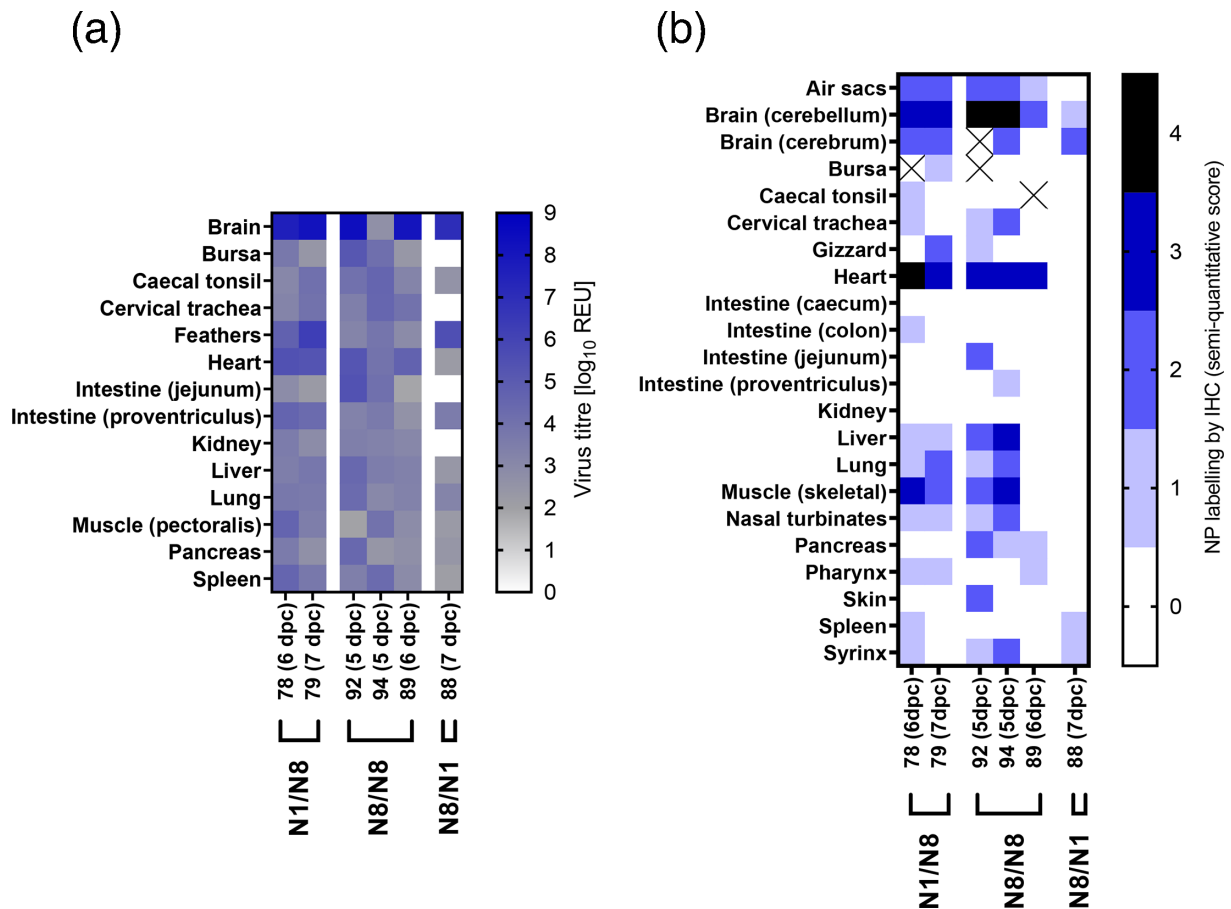 (a)
Brain
Bursa
Caecal tonsil
Cervical trachea
Feathers
Heart
Intestine (jejunum)
Intestine (proventriculus)
Kidney
Liver
Lung
Muscle (pectoralis)
Pancreas
Spleen
78 (6 dpc)
79 (7 dpc)
92 (5 dpc)
94 (5 dpc)
89 (6 dpc)
88 (7 dpc)
N1/N8
N8/N8
N8/N1
9
8
7
6
5
4
3
2
1
0
Virus titre [log10 REU]
(b)
Air sacs
Brain (cerebellum)
Brain (cerebrum)
Bursa
Caecal tonsil
Cervical trachea
Gizzard
Heart
Intestine (caecum)
Intestine (colon)
Intestine (jejunum)
Intestine (proventriculus)
Kidney
Liver
Lung
Muscle (skeletal)
Nasal turbinates
Pancreas
Pharynx
Skin
Spleen
Syrinx
78 (6dpc)
79 (7dpc)
92 (5dpc)
94 (5dpc)
89 (6dpc)
88 (7dpc)
N1/N8
N8/N8
N8/N1
4
3
2
1
0
NP labelling by IHC (semi-quantitative score)